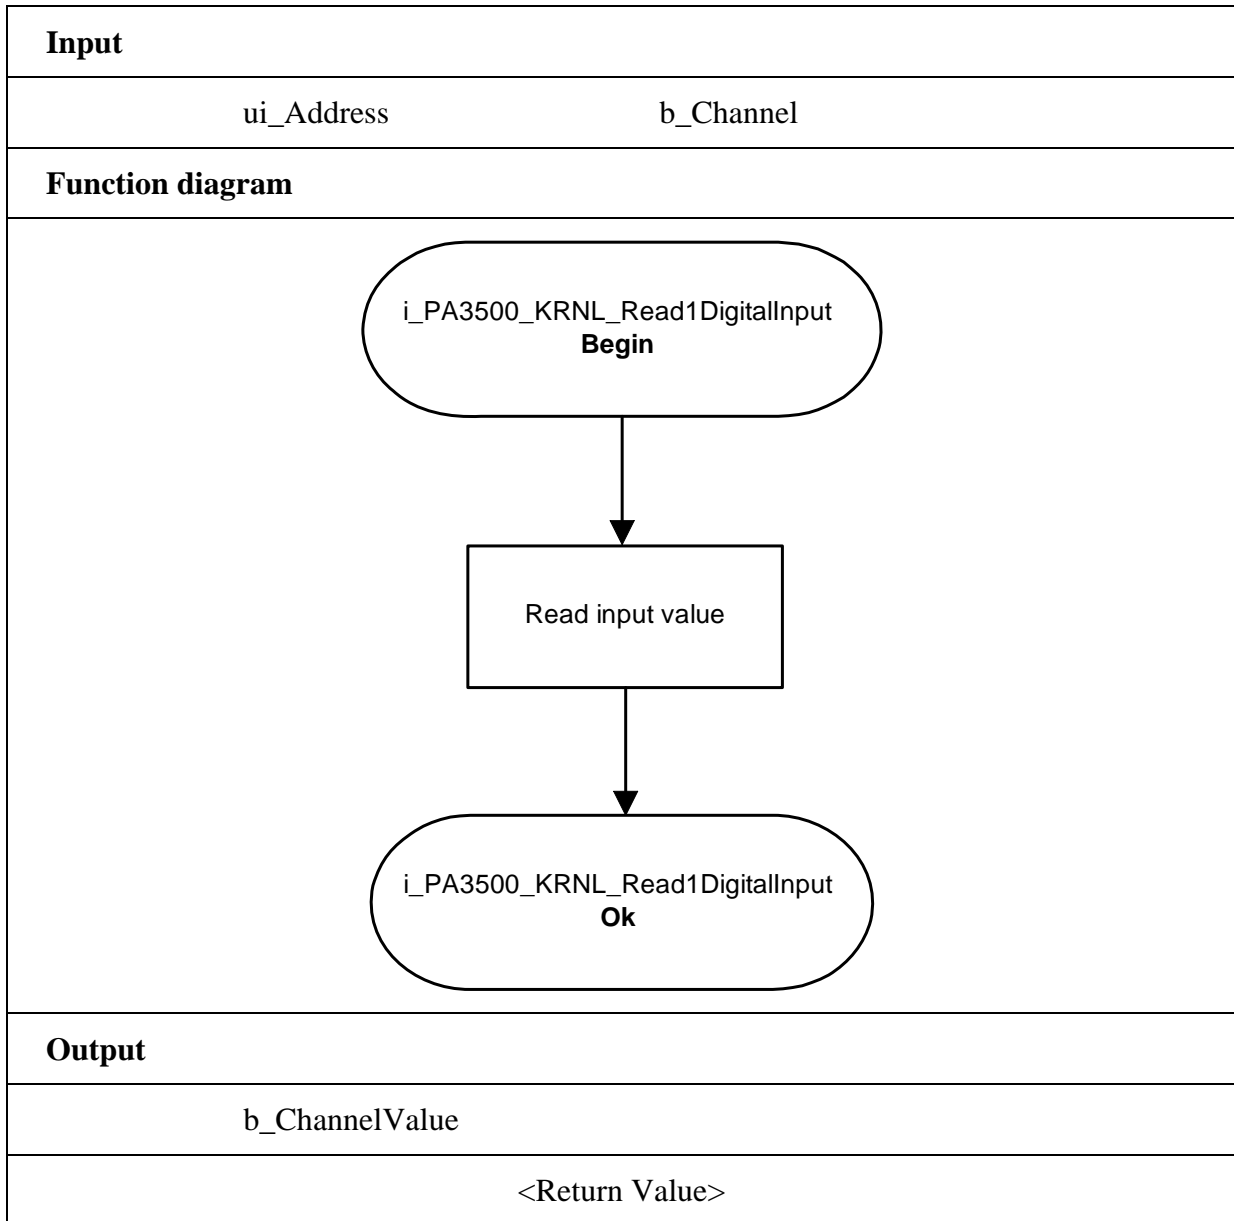 Input
ui_Address b_Channel
Function diagram
i_PA3500_KRNL_Read1DigitalInput
Begin
Read input value
i_PA3500_KRNL_Read1DigitalInput
Ok
Output
b_ChannelValue
<Return Value>